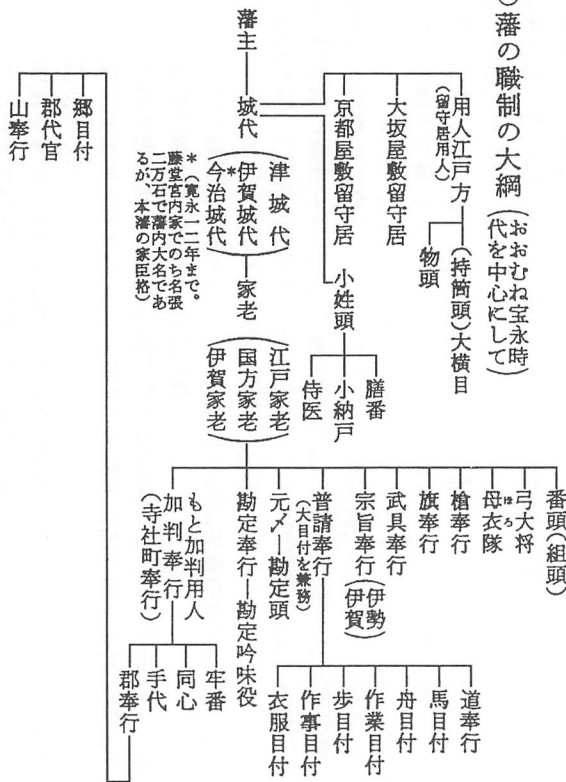 藩の職制の大綱(おおむね宝永時
代を中心にして)
用人江戸方
(留守居用人)
(持筒頭)大横目
物頭
大坂屋敷留守居
京都屋敷留守居
小姓頭
膳番
小納戸
侍医
藩主
城代
津城代
伊賀城代
*今治城代
*(寛永一二年まで。
藤堂宮内家でのち名張
二万石で藩内大名であ
るが、本藩の家臣格)
家老
江戸家老
国方家老
伊賀家老
番頭(組頭)
弓大将
母衣隊
ほろ
槍奉行
旗奉行
武具奉行
宗旨奉行(伊勢
伊賀)
普請奉行
(大目付を兼務)
道奉行
馬目付
舟目付
作業目付
歩目付
作事目付
衣服目付
元〆―勘定頭
勘定奉行―勘定吟味役
もと加判用人
加判奉行
(寺社町奉行)
牢番
同心
手代
郡奉行
郷目付
郡代官
山奉行